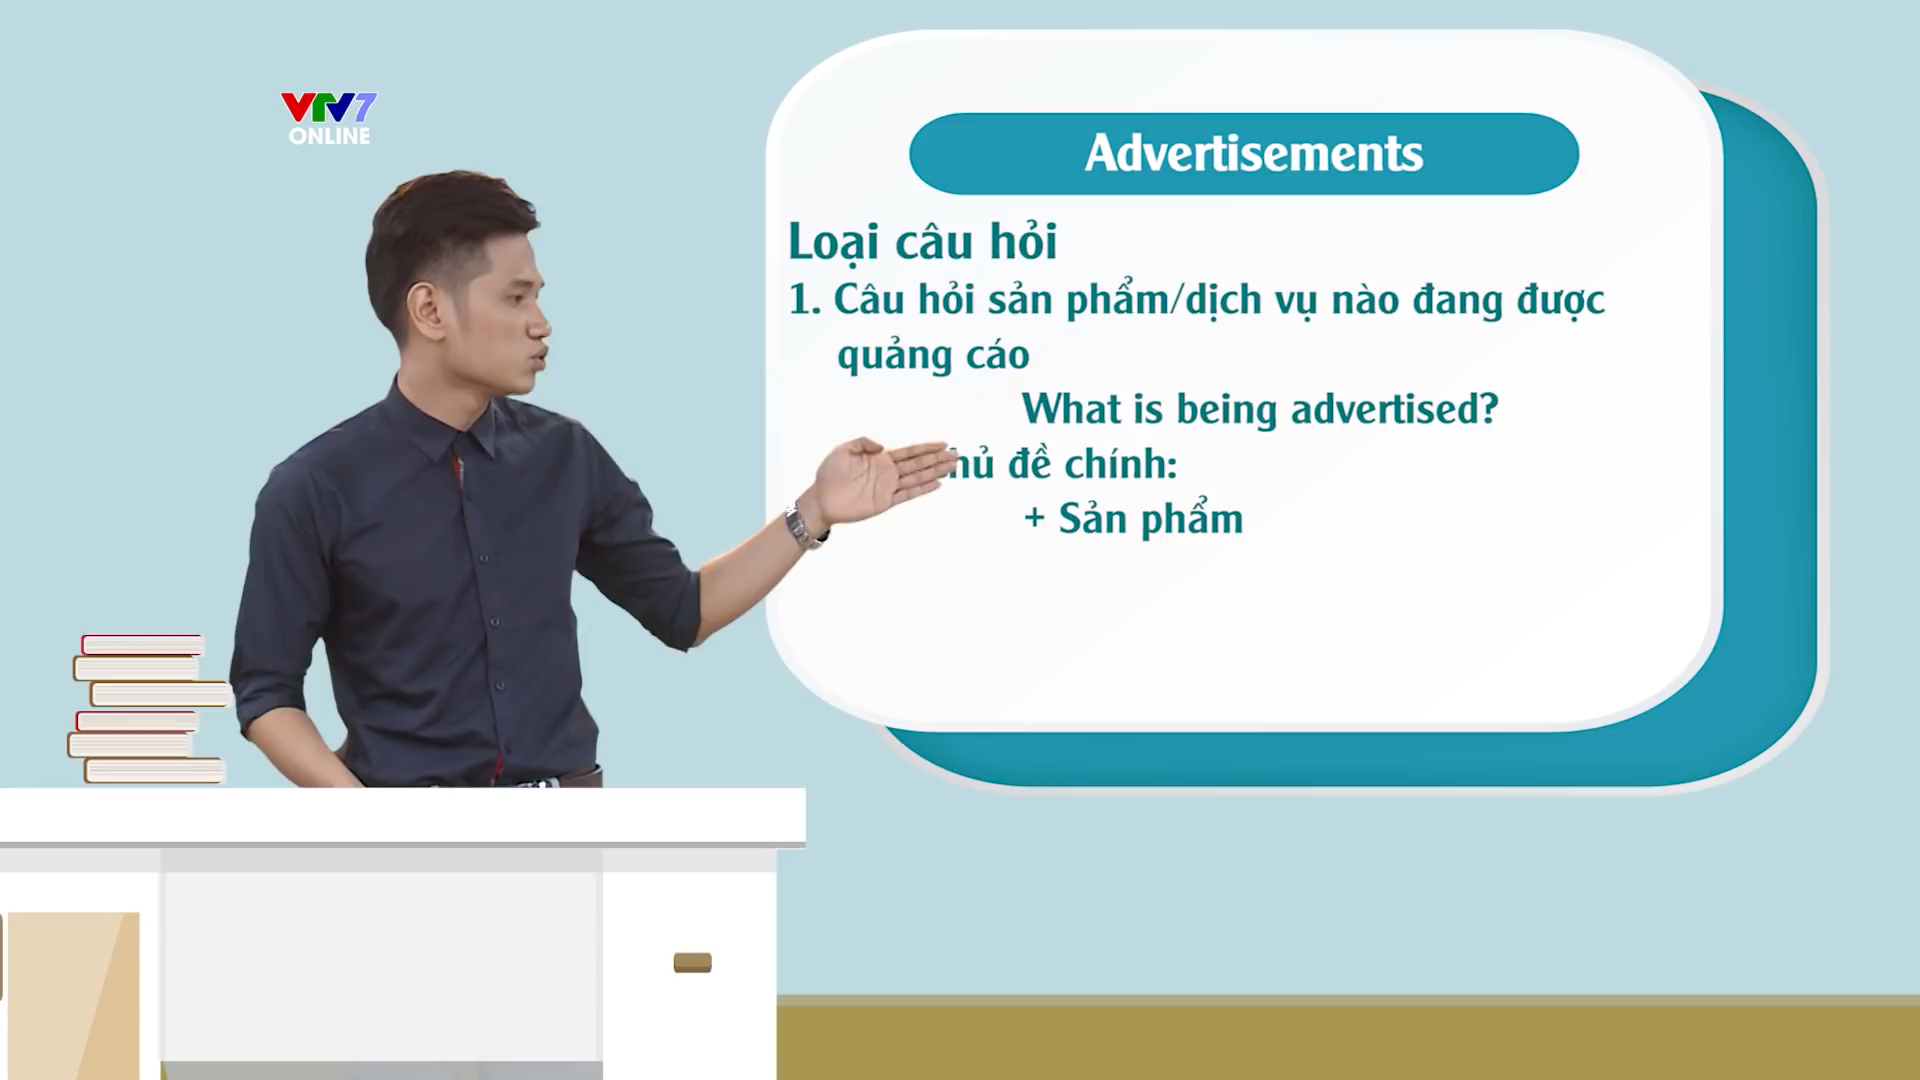 VTV7
ONLINE
Advertisements
Loại câu hỏi
1. Câu hỏi sản phẩm/dịch vụ nào đang được
quảng cáo
What is being advertised?
đề chính:
+ Sản phẩm